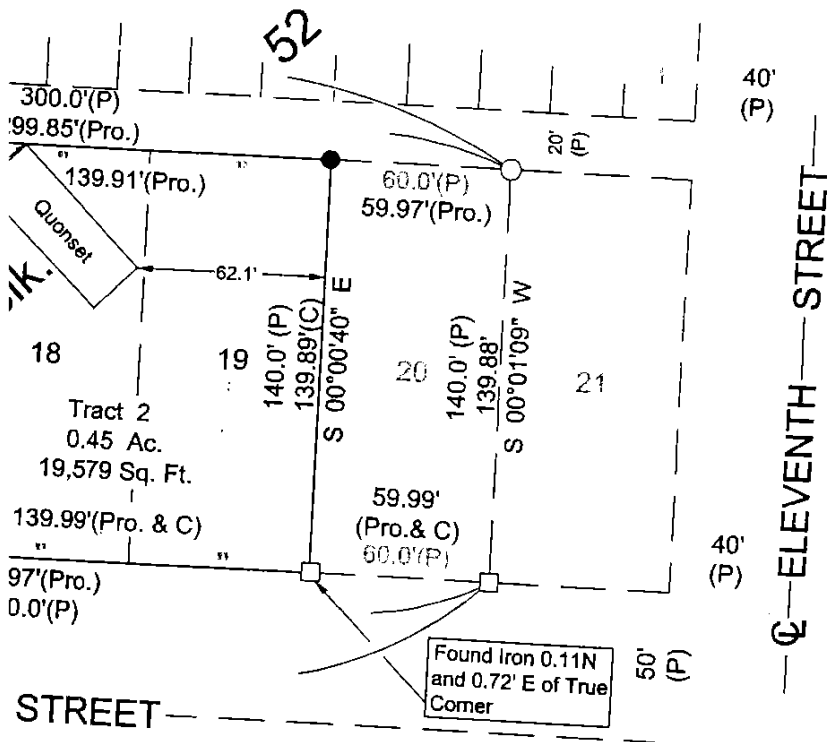 52
300.0'(P)
299.85'(Pro.)
139.91'(Pro.)
Quonset
62.1'
18
19
Tract 2
0.45 Ac.
19,579 Sq. Ft.
139.99'(Pro. & C)
97'(Pro.)
0.0'(P)
140.0' (P)
139.89'(C)
S 00°00'40" E
60.0'(P)
59.97'(Pro.)
20'
(P)
20
140.0' (P)
139.88'
S 00°01'09" W
21
59.99'
(Pro.& C)
60.0'(P)
40'
(P)
40'
(P)
50'
(P)
Found Iron 0.11N
and 0.72' E of True
Corner
STREET
CL ELEVENTH STREET